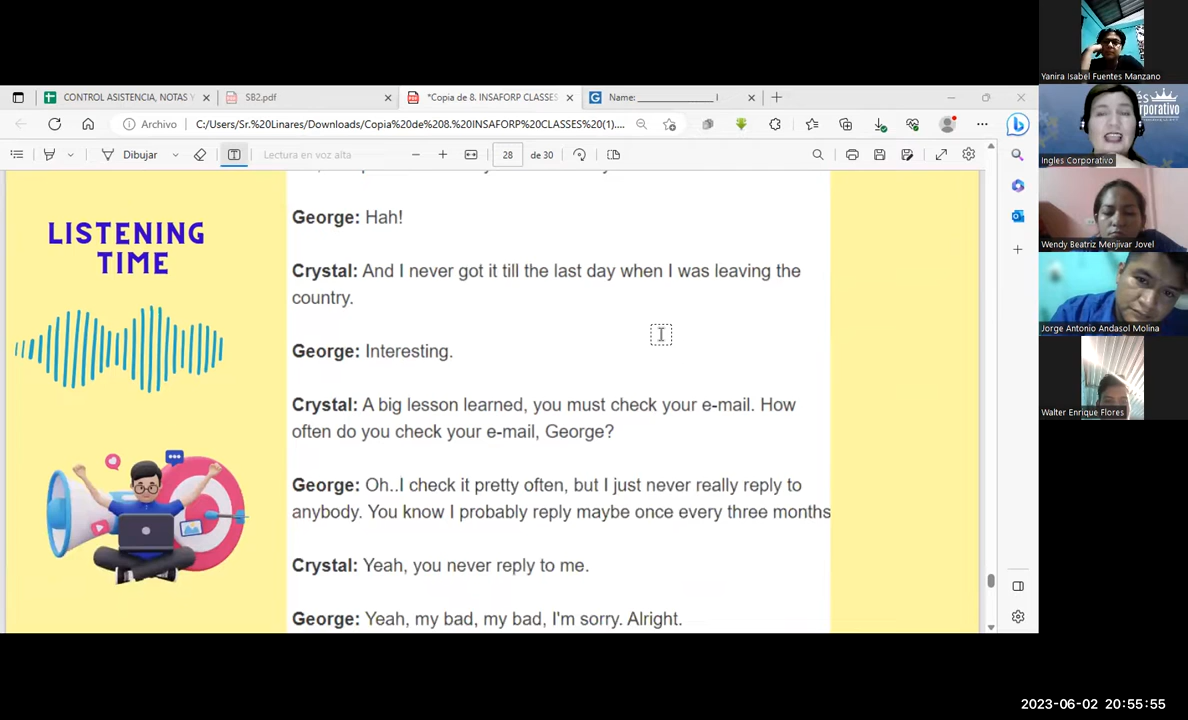 Yanira Isabel Fuentes Manzano
CONTROL ASISTENCIA, NOTAS Y
SB2.pdf
*Copia de 8. INSAFORP CLASSES
Name: ______________ I
Archivo
C:/Users/Sr.%20Linares/Downloads/Copia%20de%208.%20INSAFORP%20CLASSES%20(1)....
Dibujar
Lectura en voz alta
28
de 30
Corporativo
Ingles Corporativo
LISTENING
TIME
George: Hah!
Crystal: And I never got it till the last day when I was leaving the
country.
George: Interesting.
Crystal: A big lesson learned, you must check your e-mail. How
often do you check your e-mail, George?
George: Oh..I check it pretty often, but I just never really reply to
anybody. You know I probably reply maybe once every three months
Crystal: Yeah, you never reply to me.
George: Yeah, my bad, my bad, I'm sorry. Alright.
Wendy Beatriz Menjivar Jovel
Jorge Antonio Andasol Molina
Walter Enrique Flores
2023-06-02 20:55:55